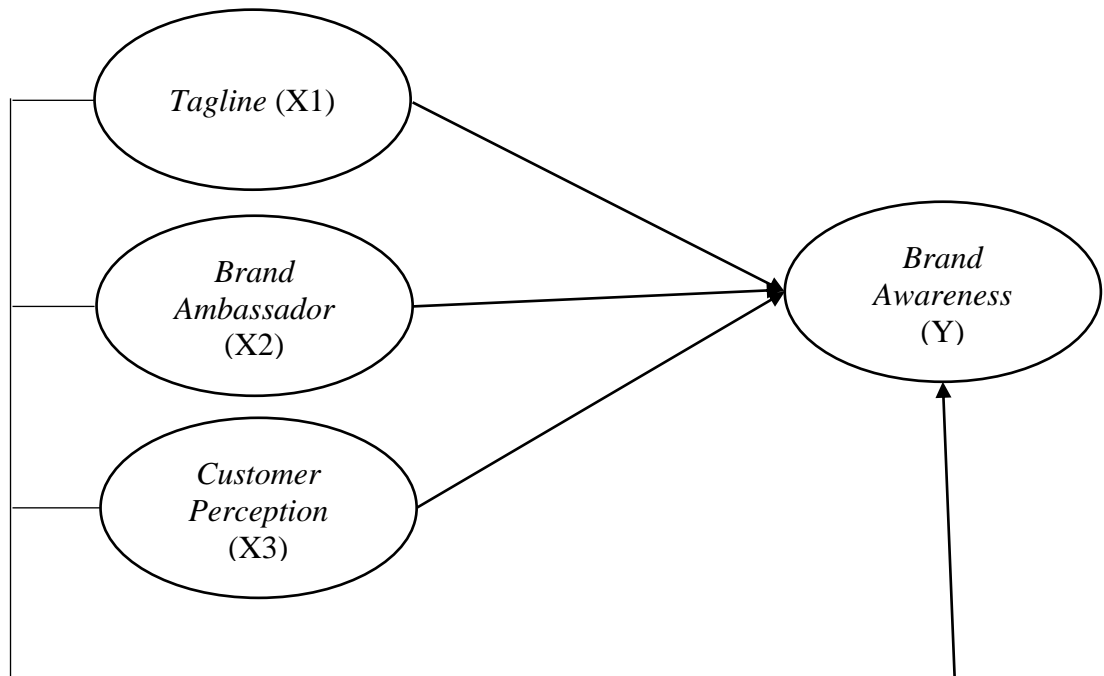 Tagline (X1)
Brand
Ambassador
(X2)
Customer
Perception
(X3)
Brand
Awareness
(Y)